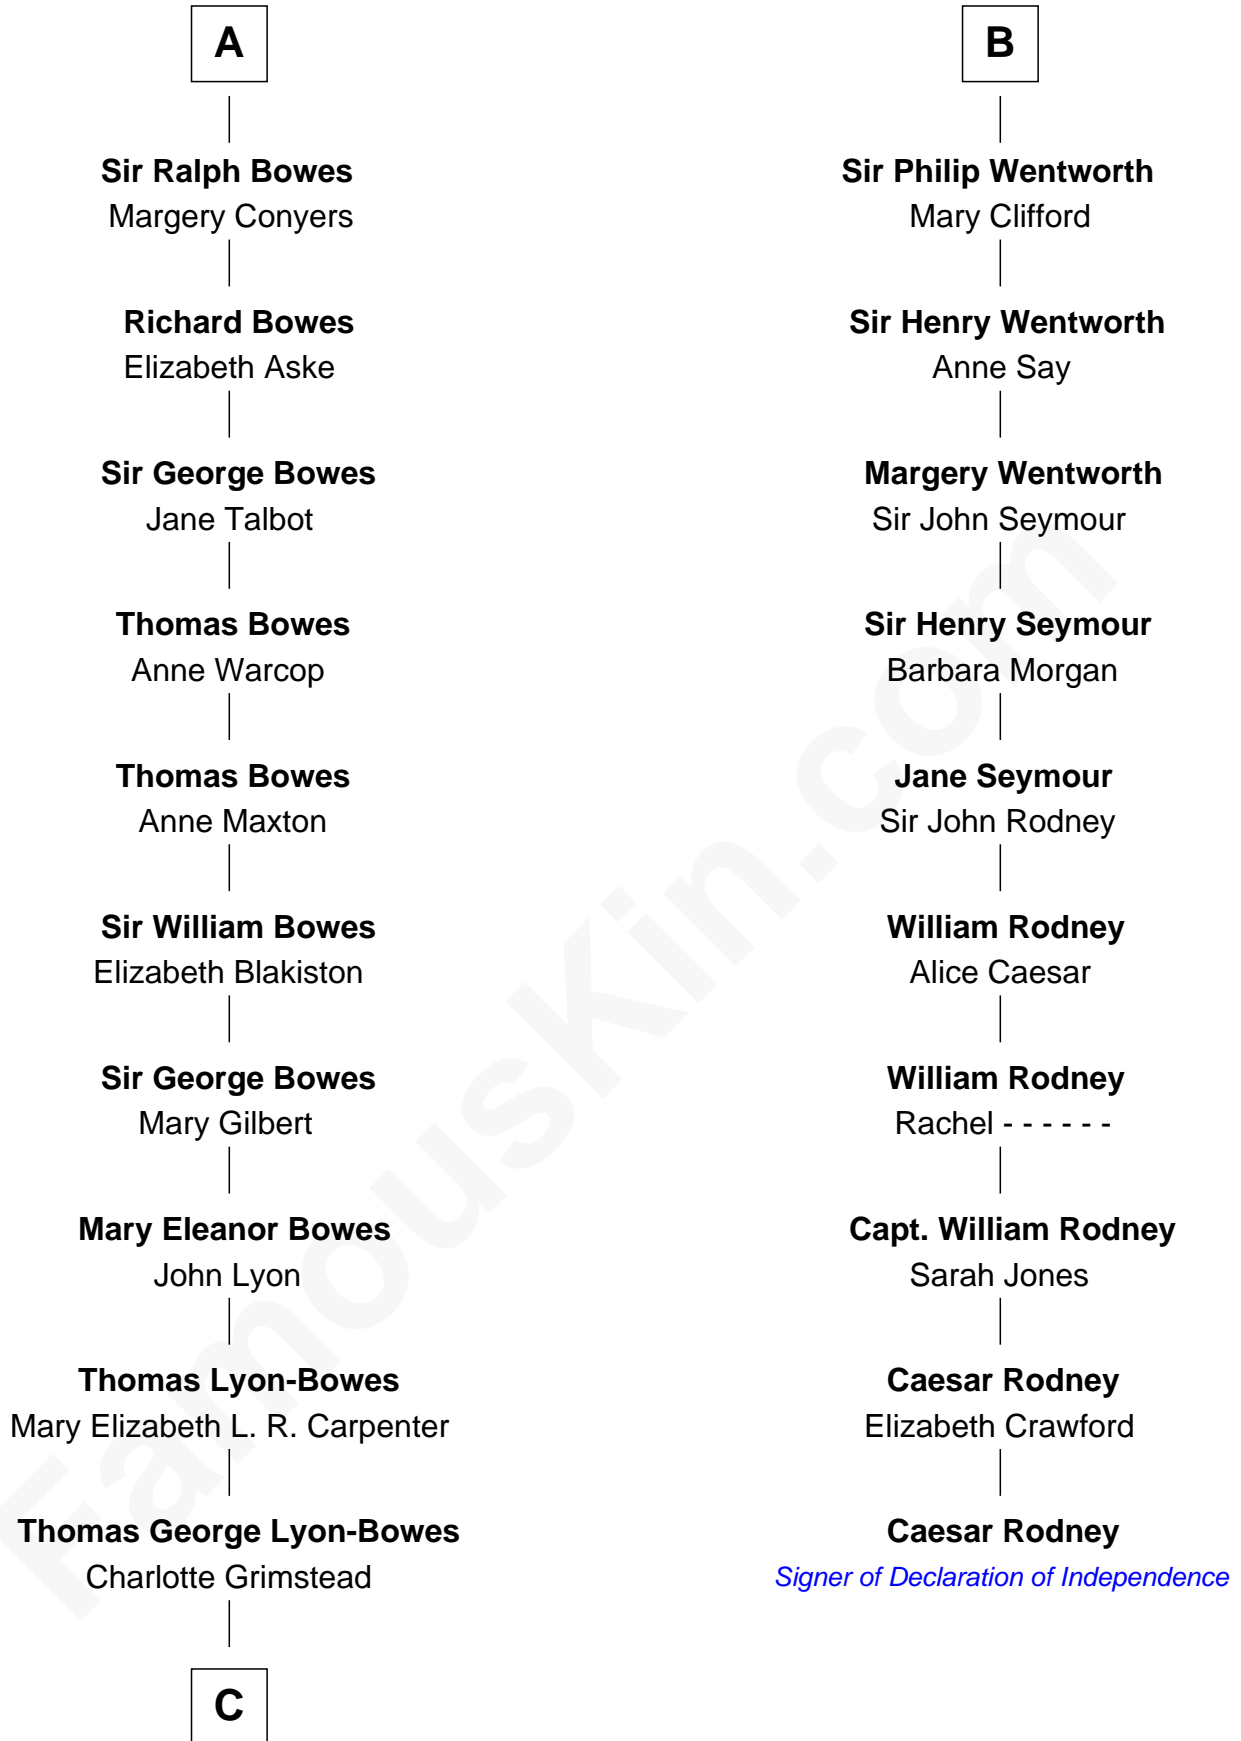 A
Sir Ralph Bowes
Margery Conyers
Richard Bowes
Elizabeth Aske
Sir George Bowes
Jane Talbot
Thomas Bowes
Anne Warcop
Thomas Bowes
Anne Maxton
Sir William Bowes
Elizabeth Blakiston
Sir George Bowes
Mary Gilbert
Mary Eleanor Bowes
John Lyon
Thomas Lyon-Bowes
Mary Elizabeth L. R. Carpenter
Thomas George Lyon-Bowes
Charlotte Grimstead
C
B
Sir Philip Wentworth
Mary Clifford
Sir Henry Wentworth
Anne Say
Margery Wentworth
Sir John Seymour
Sir Henry Seymour
Barbara Morgan
Jane Seymour
Sir John Rodney
William Rodney
Alice Caesar
William Rodney
Rachel - - - - - -
Capt. William Rodney
Sarah Jones
Caesar Rodney
Elizabeth Crawford
Caesar Rodney
Signer of Declaration of Independence
FamousKin.com